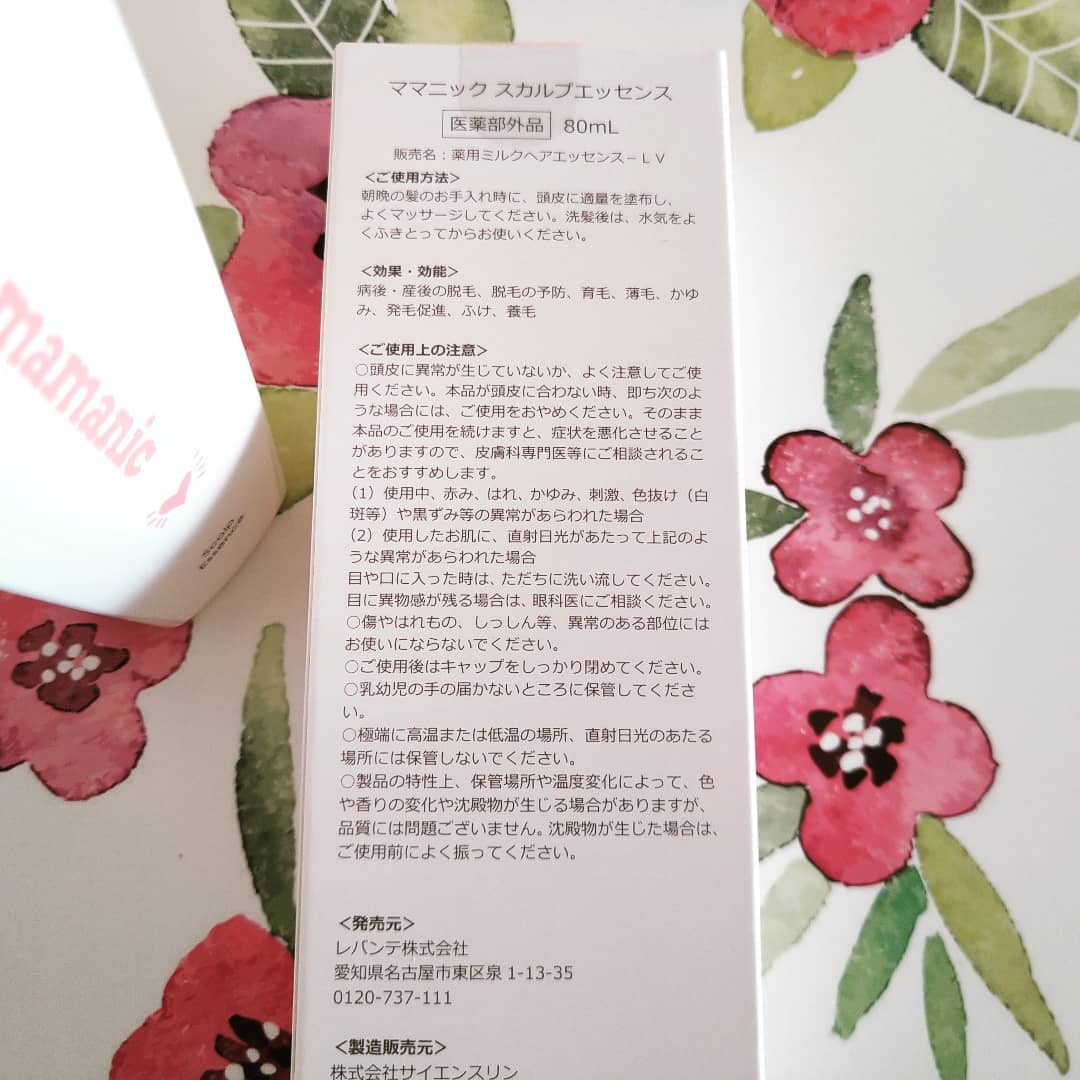 mamanic
Scalp
Essence
ママニック スカルプエッセンス
医薬部外品 80mL
販売名：薬用ミルクヘアエッセンス－ＬＶ
＜ご使用方法＞
朝晩の髪のお手入れ時に、頭皮に適量を塗布し、
よくマッサージしてください。洗髪後は、水気をよ
くふきとってからお使いください。
＜効果・効能＞
病後・産後の脱毛、脱毛の予防、育毛、薄毛、かゆ
み、発毛促進、ふけ、養毛
＜ご使用上の注意＞
○頭皮に異常が生じていないか、よく注意してご使
用ください。本品が頭皮に合わない時、即ち次のよ
うな場合には、ご使用をおやめください。そのまま
本品のご使用を続けますと、症状を悪化させること
がありますので、皮膚科専門医等にご相談されるこ
とをおすすめします。
（1）使用中、赤み、はれ、かゆみ、刺激、色抜け（白
斑等）や黒ずみ等の異常があらわれた場合
（2）使用したお肌に、直射日光があたって上記のよ
うな異常があらわれた場合
目や口に入った時は、ただちに洗い流してください。
目に異物感が残る場合は、眼科医にご相談ください。
○傷やはれもの、しっしん等、異常のある部位には
お使いにならないでください。
○ご使用後はキャップをしっかり閉めてください。
○乳幼児の手の届かないところに保管してくださ
い。
○極端に高温または低温の場所、直射日光のあたる
場所には保管しないでください。
○製品の特性上、保管場所や温度変化によって、色
や香りの変化や沈殿物が生じる場合がありますが、
品質には問題ございません。沈殿物が生じた場合は、
ご使用前によく振ってください。
＜発売元＞
レバンテ株式会社
愛知県名古屋市東区泉 1-13-35
0120-737-111
＜製造販売元＞
株式会社サイエンスリン